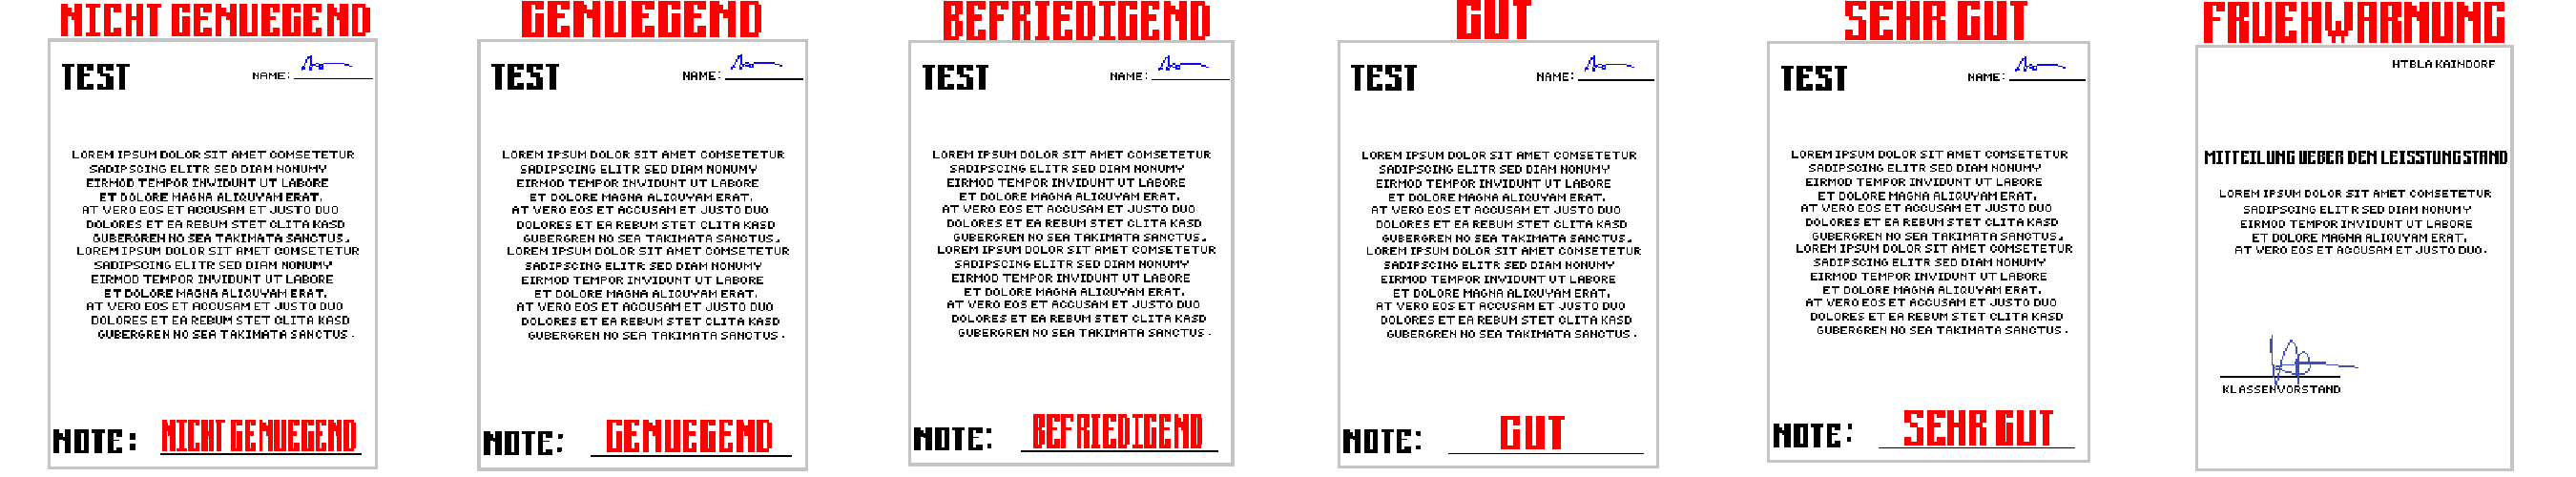 NICHT GENUEGEND
TEST
NAME:
LOREM IPSUM DOLOR SIT AMET COMSETETUR
SADIPSCING ELITR SED DIAM NONUMY
EIRMOD TEMPOR INVIDUNT UT LABORE
ET DOLORE MAGNA ALIQUYAM ERAT.
AT VERO EOS ET ACCUSAM ET JUSTO DUO
DOLORES ET EA REBUM STET CLITA KASD
GUBERGREN NO SEA TAKIMATA SANCTUS.
LOREM IPSUM DOLOR SIT AMET COMSETETUR
SADIPSCING ELITR SED DIAM NONUMY
EIRMOD TEMPOR INVIDUNT UT LABORE
ET DOLORE MAGNA ALIQUYAM ERAT.
AT VERO EOS ET ACCUSAM ET JUSTO DUO
DOLORES ET EA REBUM STET CLITA KASD
GUBERGREN NO SEA TAKIMATA SANCTUS.
NOTE: NICHT GENUEGEND
GENUEGEND
TEST
NAME:
LOREM IPSUM DOLOR SIT AMET COMSETETUR
SADIPSCING ELITR SED DIAM NONUMY
EIRMOD TEMPOR INVIDUNT UT LABORE
ET DOLORE MAGNA ALIQUYAM ERAT.
AT VERO EOS ET ACCUSAM ET JUSTO DUO
DOLORES ET EA REBUM STET CLITA KASD
GUBERGREN NO SEA TAKIMATA SANCTUS.
LOREM IPSUM DOLOR SIT AMET COMSETETUR
SADIPSCING ELITR SED DIAM NONUMY
EIRMOD TEMPOR INVIDUNT UT LABORE
ET DOLORE MAGNA ALIQUYAM ERAT.
AT VERO EOS ET ACCUSAM ET JUSTO DUO
DOLORES ET EA REBUM STET CLITA KASD
GUBERGREN NO SEA TAKIMATA SANCTUS.
NOTE: GENUEGEND
BEFRIEDIGEND
TEST
NAME:
LOREM IPSUM DOLOR SIT AMET COMSETETUR
SADIPSCING ELITR SED DIAM NONUMY
EIRMOD TEMPOR INVIDUNT UT LABORE
ET DOLORE MAGNA ALIQUYAM ERAT.
AT VERO EOS ET ACCUSAM ET JUSTO DUO
DOLORES ET EA REBUM STET CLITA KASD
GUBERGREN NO SEA TAKIMATA SANCTUS.
LOREM IPSUM DOLOR SIT AMET COMSETETUR
SADIPSCING ELITR SED DIAM NONUMY
EIRMOD TEMPOR INVIDUNT UT LABORE
ET DOLORE MAGNA ALIQUYAM ERAT.
AT VERO EOS ET ACCUSAM ET JUSTO DUO
DOLORES ET EA REBUM STET CLITA KASD
GUBERGREN NO SEA TAKIMATA SANCTUS.
NOTE: BEFRIEDIGEND
GUT
TEST
NAME:
LOREM IPSUM DOLOR SIT AMET COMSETETUR
SADIPSCING ELITR SED DIAM NONUMY
EIRMOD TEMPOR INVIDUNT UT LABORE
ET DOLORE MAGNA ALIQUYAM ERAT.
AT VERO EOS ET ACCUSAM ET JUSTO DUO
DOLORES ET EA REBUM STET CLITA KASD
GUBERGREN NO SEA TAKIMATA SANCTUS.
LOREM IPSUM DOLOR SIT AMET COMSETETUR
SADIPSCING ELITR SED DIAM NONUMY
EIRMOD TEMPOR INVIDUNT UT LABORE
ET DOLORE MAGNA ALIQUYAM ERAT.
AT VERO EOS ET ACCUSAM ET JUSTO DUO
DOLORES ET EA REBUM STET CLITA KASD
GUBERGREN NO SEA TAKIMATA SANCTUS.
NOTE: GUT
SEHR GUT
TEST
NAME:
LOREM IPSUM DOLOR SIT AMET COMSETETUR
SADIPSCING ELITR SED DIAM NONUMY
EIRMOD TEMPOR INVIDUNT UT LABORE
ET DOLORE MAGNA ALIQUYAM ERAT.
AT VERO EOS ET ACCUSAM ET JUSTO DUO
DOLORES ET EA REBUM STET CLITA KASD
GUBERGREN NO SEA TAKIMATA SANCTUS.
LOREM IPSUM DOLOR SIT AMET COMSETETUR
SADIPSCING ELITR SED DIAM NONUMY
EIRMOD TEMPOR INVIDUNT UT LABORE
ET DOLORE MAGNA ALIQUYAM ERAT.
AT VERO EOS ET ACCUSAM ET JUSTO DUO
DOLORES ET EA REBUM STET CLITA KASD
GUBERGREN NO SEA TAKIMATA SANCTUS.
NOTE: SEHR GUT
FRUEHWARNUNG
HTBLA KAINDORF
MITTEILUNG UEBER DEN LEISSTUNGSTAND
LOREM IPSUM DOLOR SIT AMET COMSETETUR
SADIPSCING ELITR SED DIAM NONUMY
EIRMOD TEMPOR INVIDUNT UT LABORE
ET DOLORE MAGNA ALIQUYAM ERAT.
AT VERO EOS ET ACCUSAM ET JUSTO DUO.
KLASSENVORSTAND